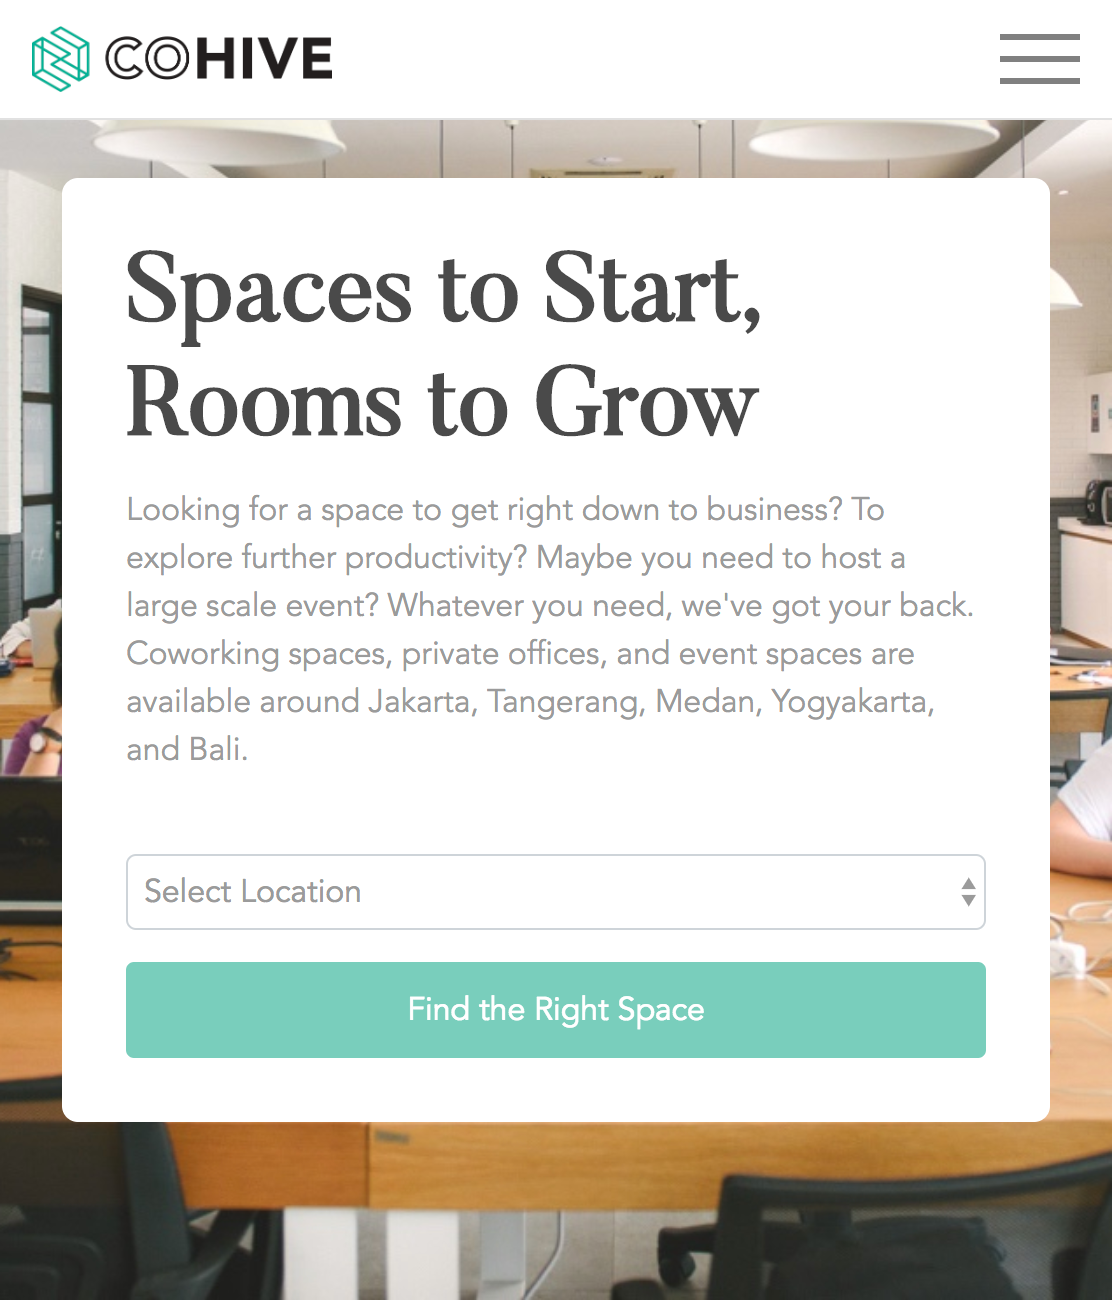 COHIVE
Spaces to Start,
Rooms to Grow
Looking for a space to get right down to business? To
explore further productivity? Maybe you need to host a
large scale event? Whatever you need, we've got your back.
Coworking spaces, private offices, and event spaces are
available around Jakarta, Tangerang, Medan, Yogyakarta,
and Bali.
Select Location
Find the Right Space